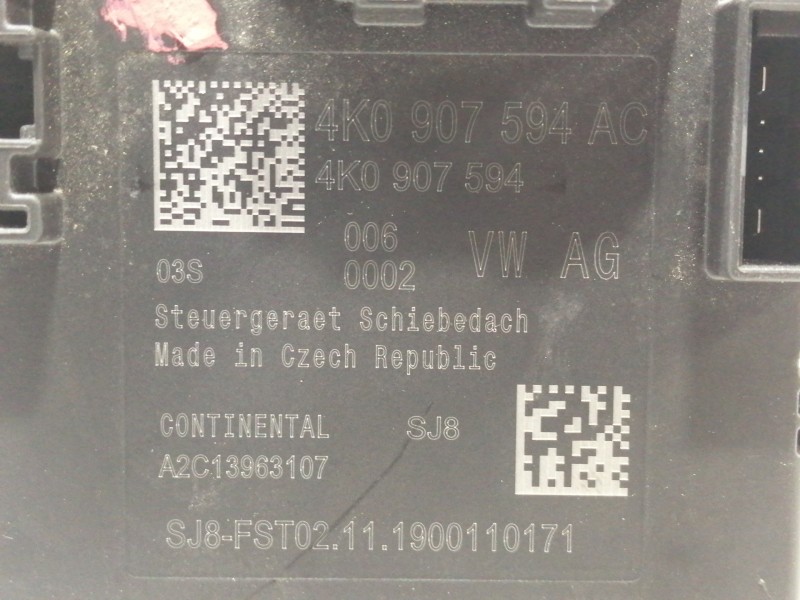 4K0 907 594 AC
4K0 907 594
006
03S 0002 VW AG
Steuergeraet Schiebedach
Made in Czech Republic
CONTINENTAL SJ8
A2C13963107
SJ8-FST02.11.1900110171